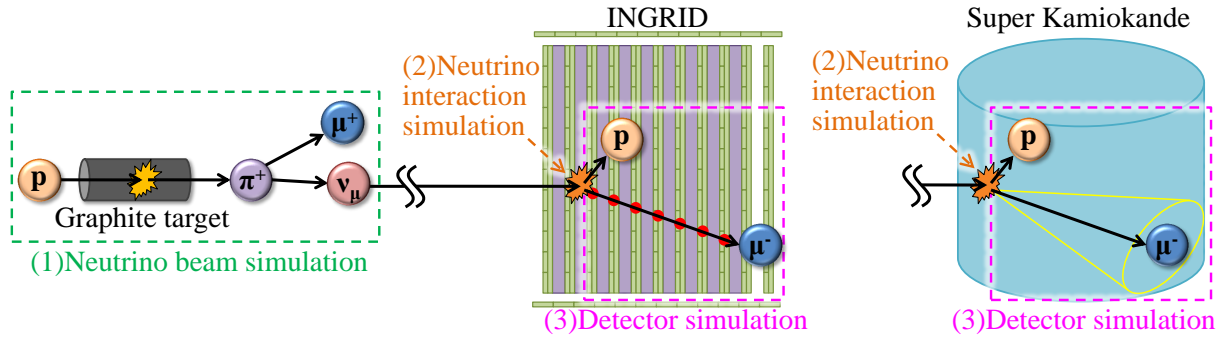 INGRID
Super Kamiokande
(2)Neutrino
interaction
simulation
(2)Neutrino
interaction
simulation
p
π⁺
μ⁺
ν_μ
Graphite target
(1)Neutrino beam simulation
p
μ⁻
(3)Detector simulation
p
μ⁻
(3)Detector simulation